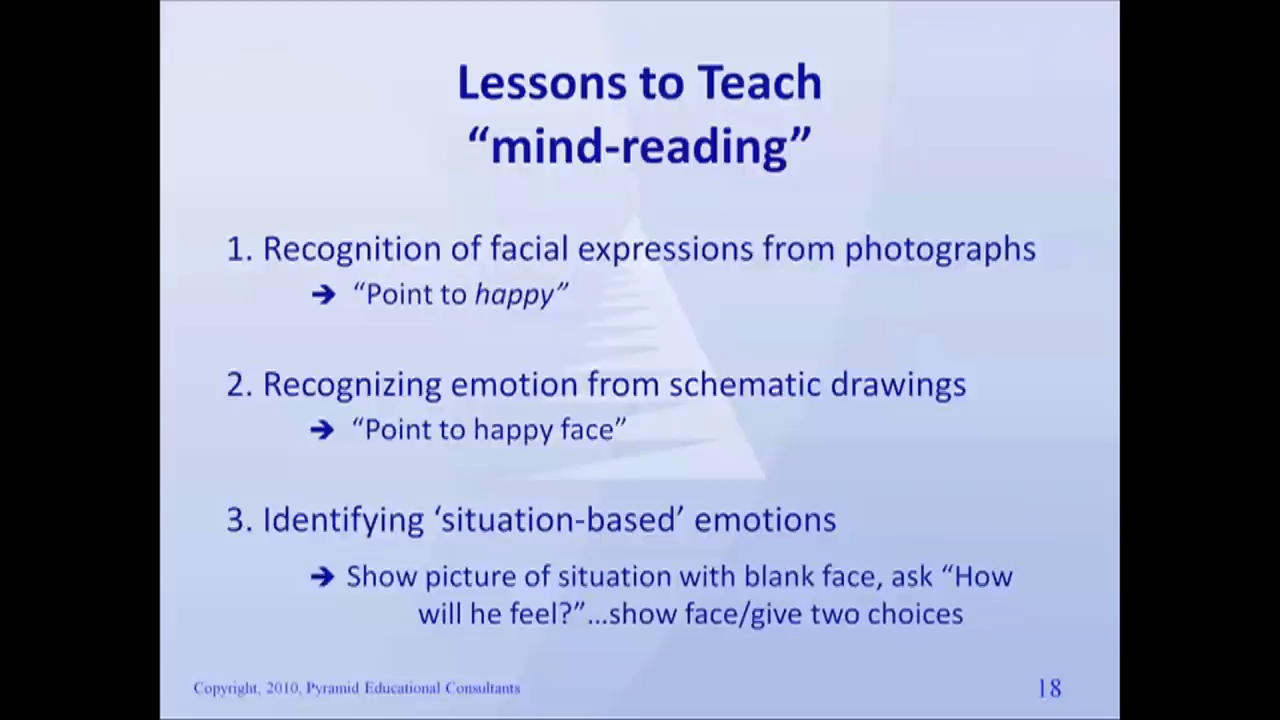 Lessons to Teach
“mind-reading”
1. Recognition of facial expressions from photographs
➔ “Point to happy”
2. Recognizing emotion from schematic drawings
➔ “Point to happy face”
3. Identifying ‘situation-based’ emotions
➔ Show picture of situation with blank face, ask “How
will he feel?”...show face/give two choices
Copyright, 2010, Pyramid Educational Consultants
18